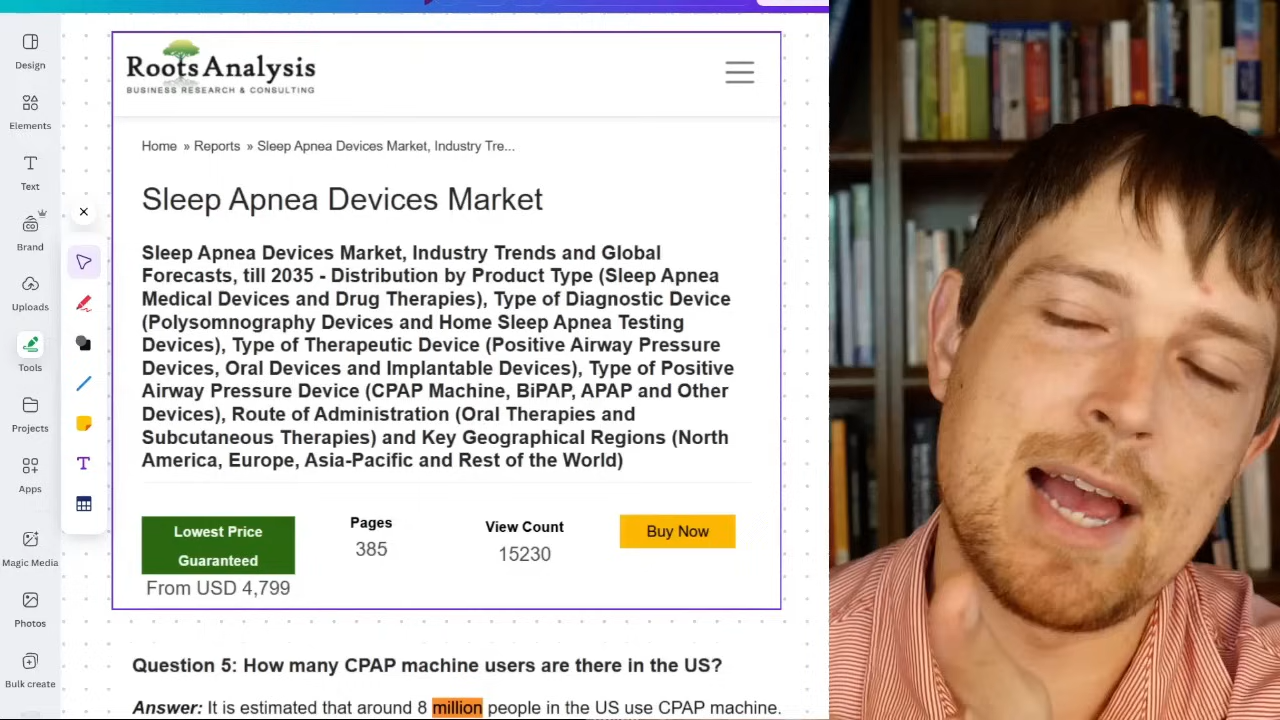 Design
Elements
Text
Brand
Uploads
Tools
Projects
Apps
Magic Media
Photos
Bulk create
T
Roots Analysis
BUSINESS RESEARCH & CONSULTING
Home » Reports » Sleep Apnea Devices Market, Industry Tre...
Sleep Apnea Devices Market
Sleep Apnea Devices Market, Industry Trends and Global
Forecasts, till 2035 - Distribution by Product Type (Sleep Apnea
Medical Devices and Drug Therapies), Type of Diagnostic Device
(Polysomnography Devices and Home Sleep Apnea Testing
Devices), Type of Therapeutic Device (Positive Airway Pressure
Devices, Oral Devices and Implantable Devices), Type of Positive
Airway Pressure Device (CPAP Machine, BiPAP, APAP and Other
Devices), Route of Administration (Oral Therapies and
Subcutaneous Therapies) and Key Geographical Regions (North
America, Europe, Asia-Pacific and Rest of the World)
Lowest Price
Guaranteed
From USD 4,799
Pages
385
View Count
15230
Buy Now
Question 5: How many CPAP machine users are there in the US?
Answer: It is estimated that around 8 million people in the US use CPAP machine.